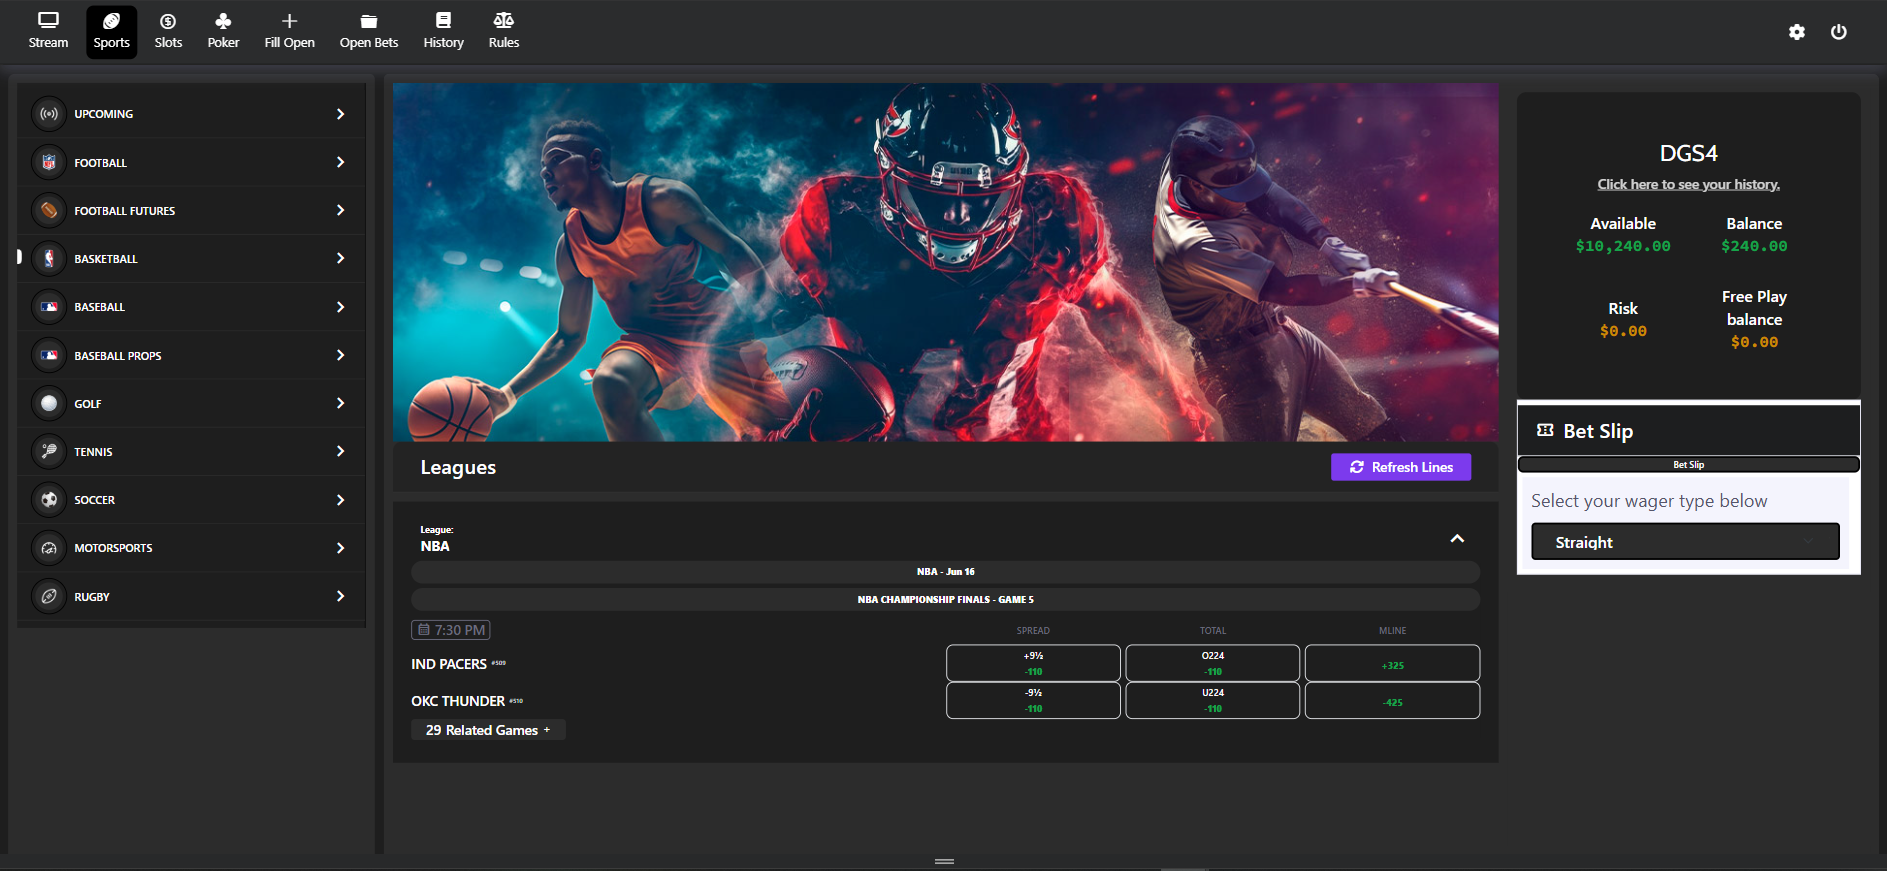 Stream
Sports
Slots
Poker
Fill Open
Open Bets
History
Rules
UPCOMING
FOOTBALL
FOOTBALL FUTURES
BASKETBALL
BASEBALL
BASEBALL PROPS
GOLF
TENNIS
SOCCER
MOTORSPORTS
RUGBY
Leagues
Refresh Lines
League:
NBA
NBA - Jun 16
NBA CHAMPIONSHIP FINALS - GAME 5
7:30 PM
SPREAD TOTAL MLINE
IND PACERS #509
+9½ O224
-110 -110 +325
OKC THUNDER #510
-9½ U224
-110 -110 -425
29 Related Games +
DGS4
Click here to see your history.
Available Balance
$10,240.00 $240.00
Risk
$0.00
Free Play
balance
$0.00
Bet Slip
Bet Slip
Select your wager type below
Straight